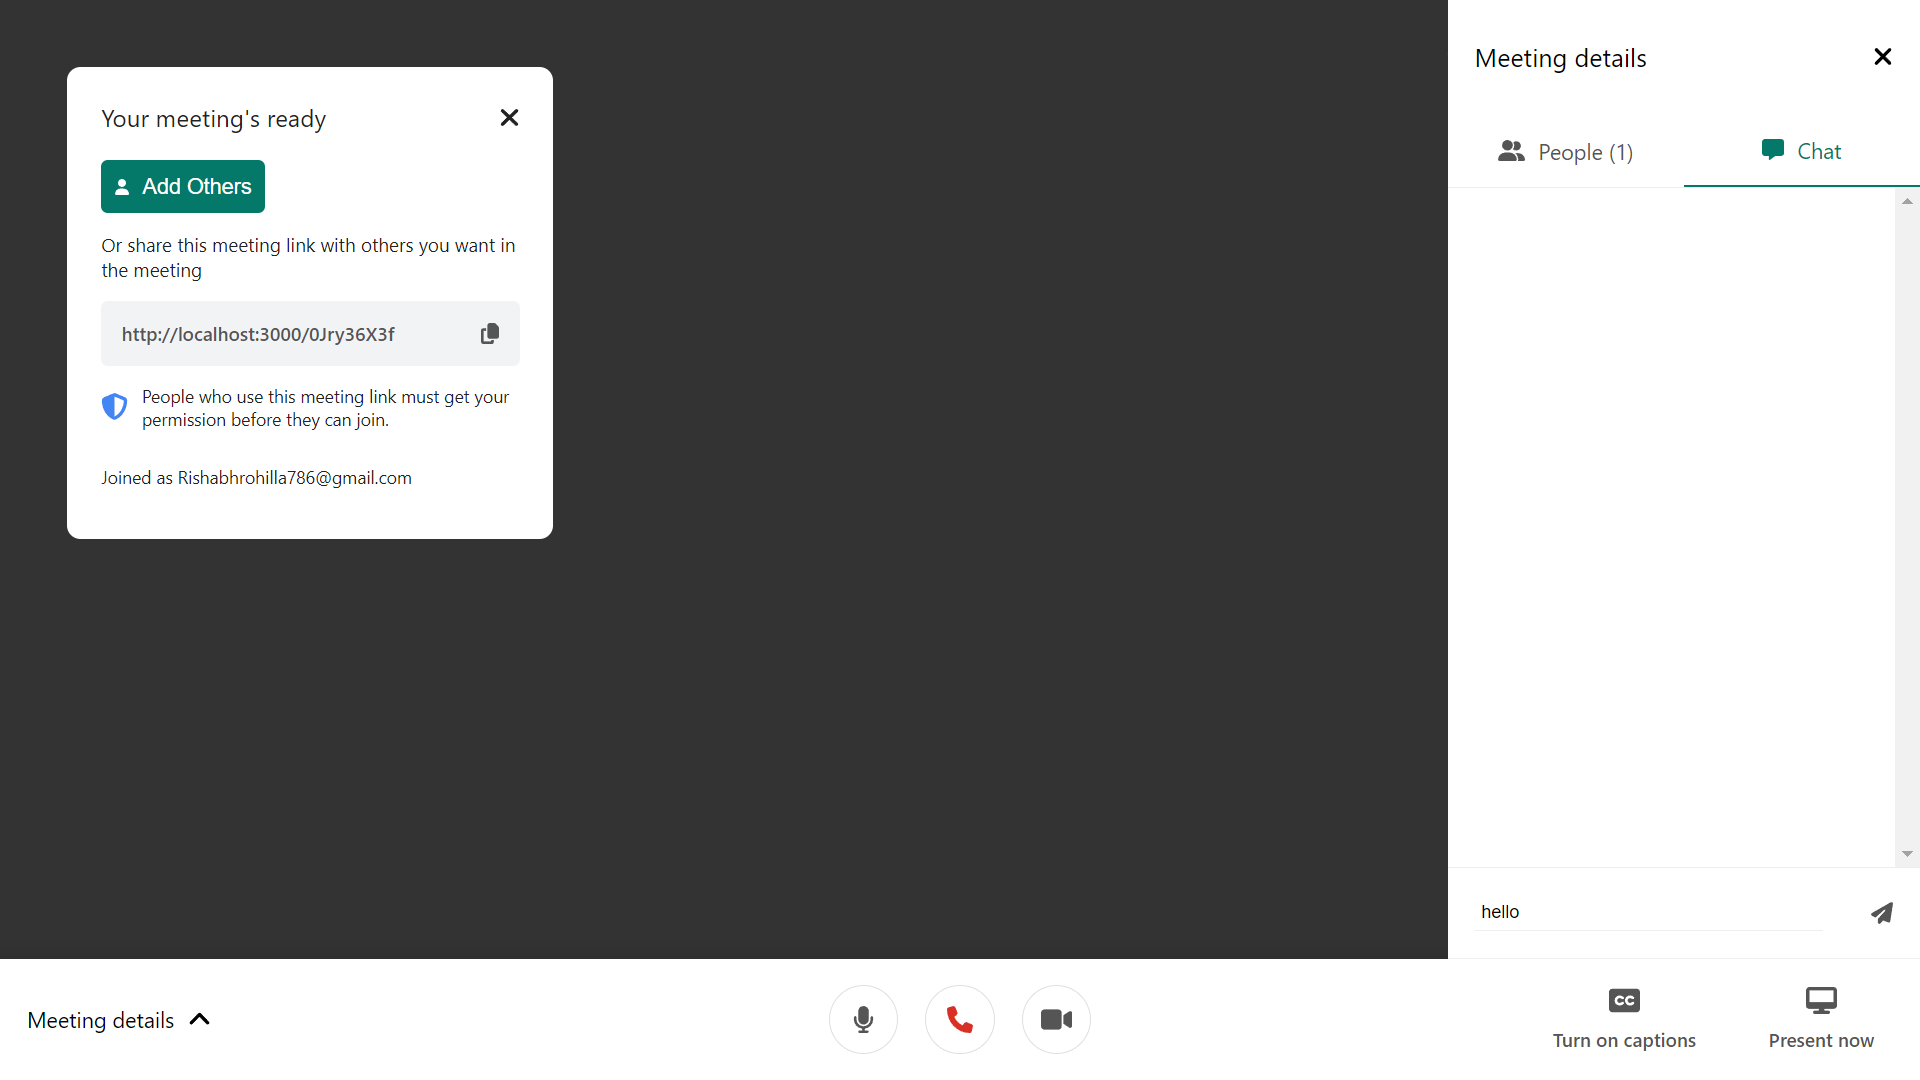 Your meeting's ready
Add Others
Or share this meeting link with others you want in
the meeting
http://localhost:3000/0Jry36X3f
People who use this meeting link must get your
permission before they can join.
Joined as Rishabhrohilla786@gmail.com
Meeting details
People (1)
Chat
hello
Meeting details
CC
Turn on captions
Present now